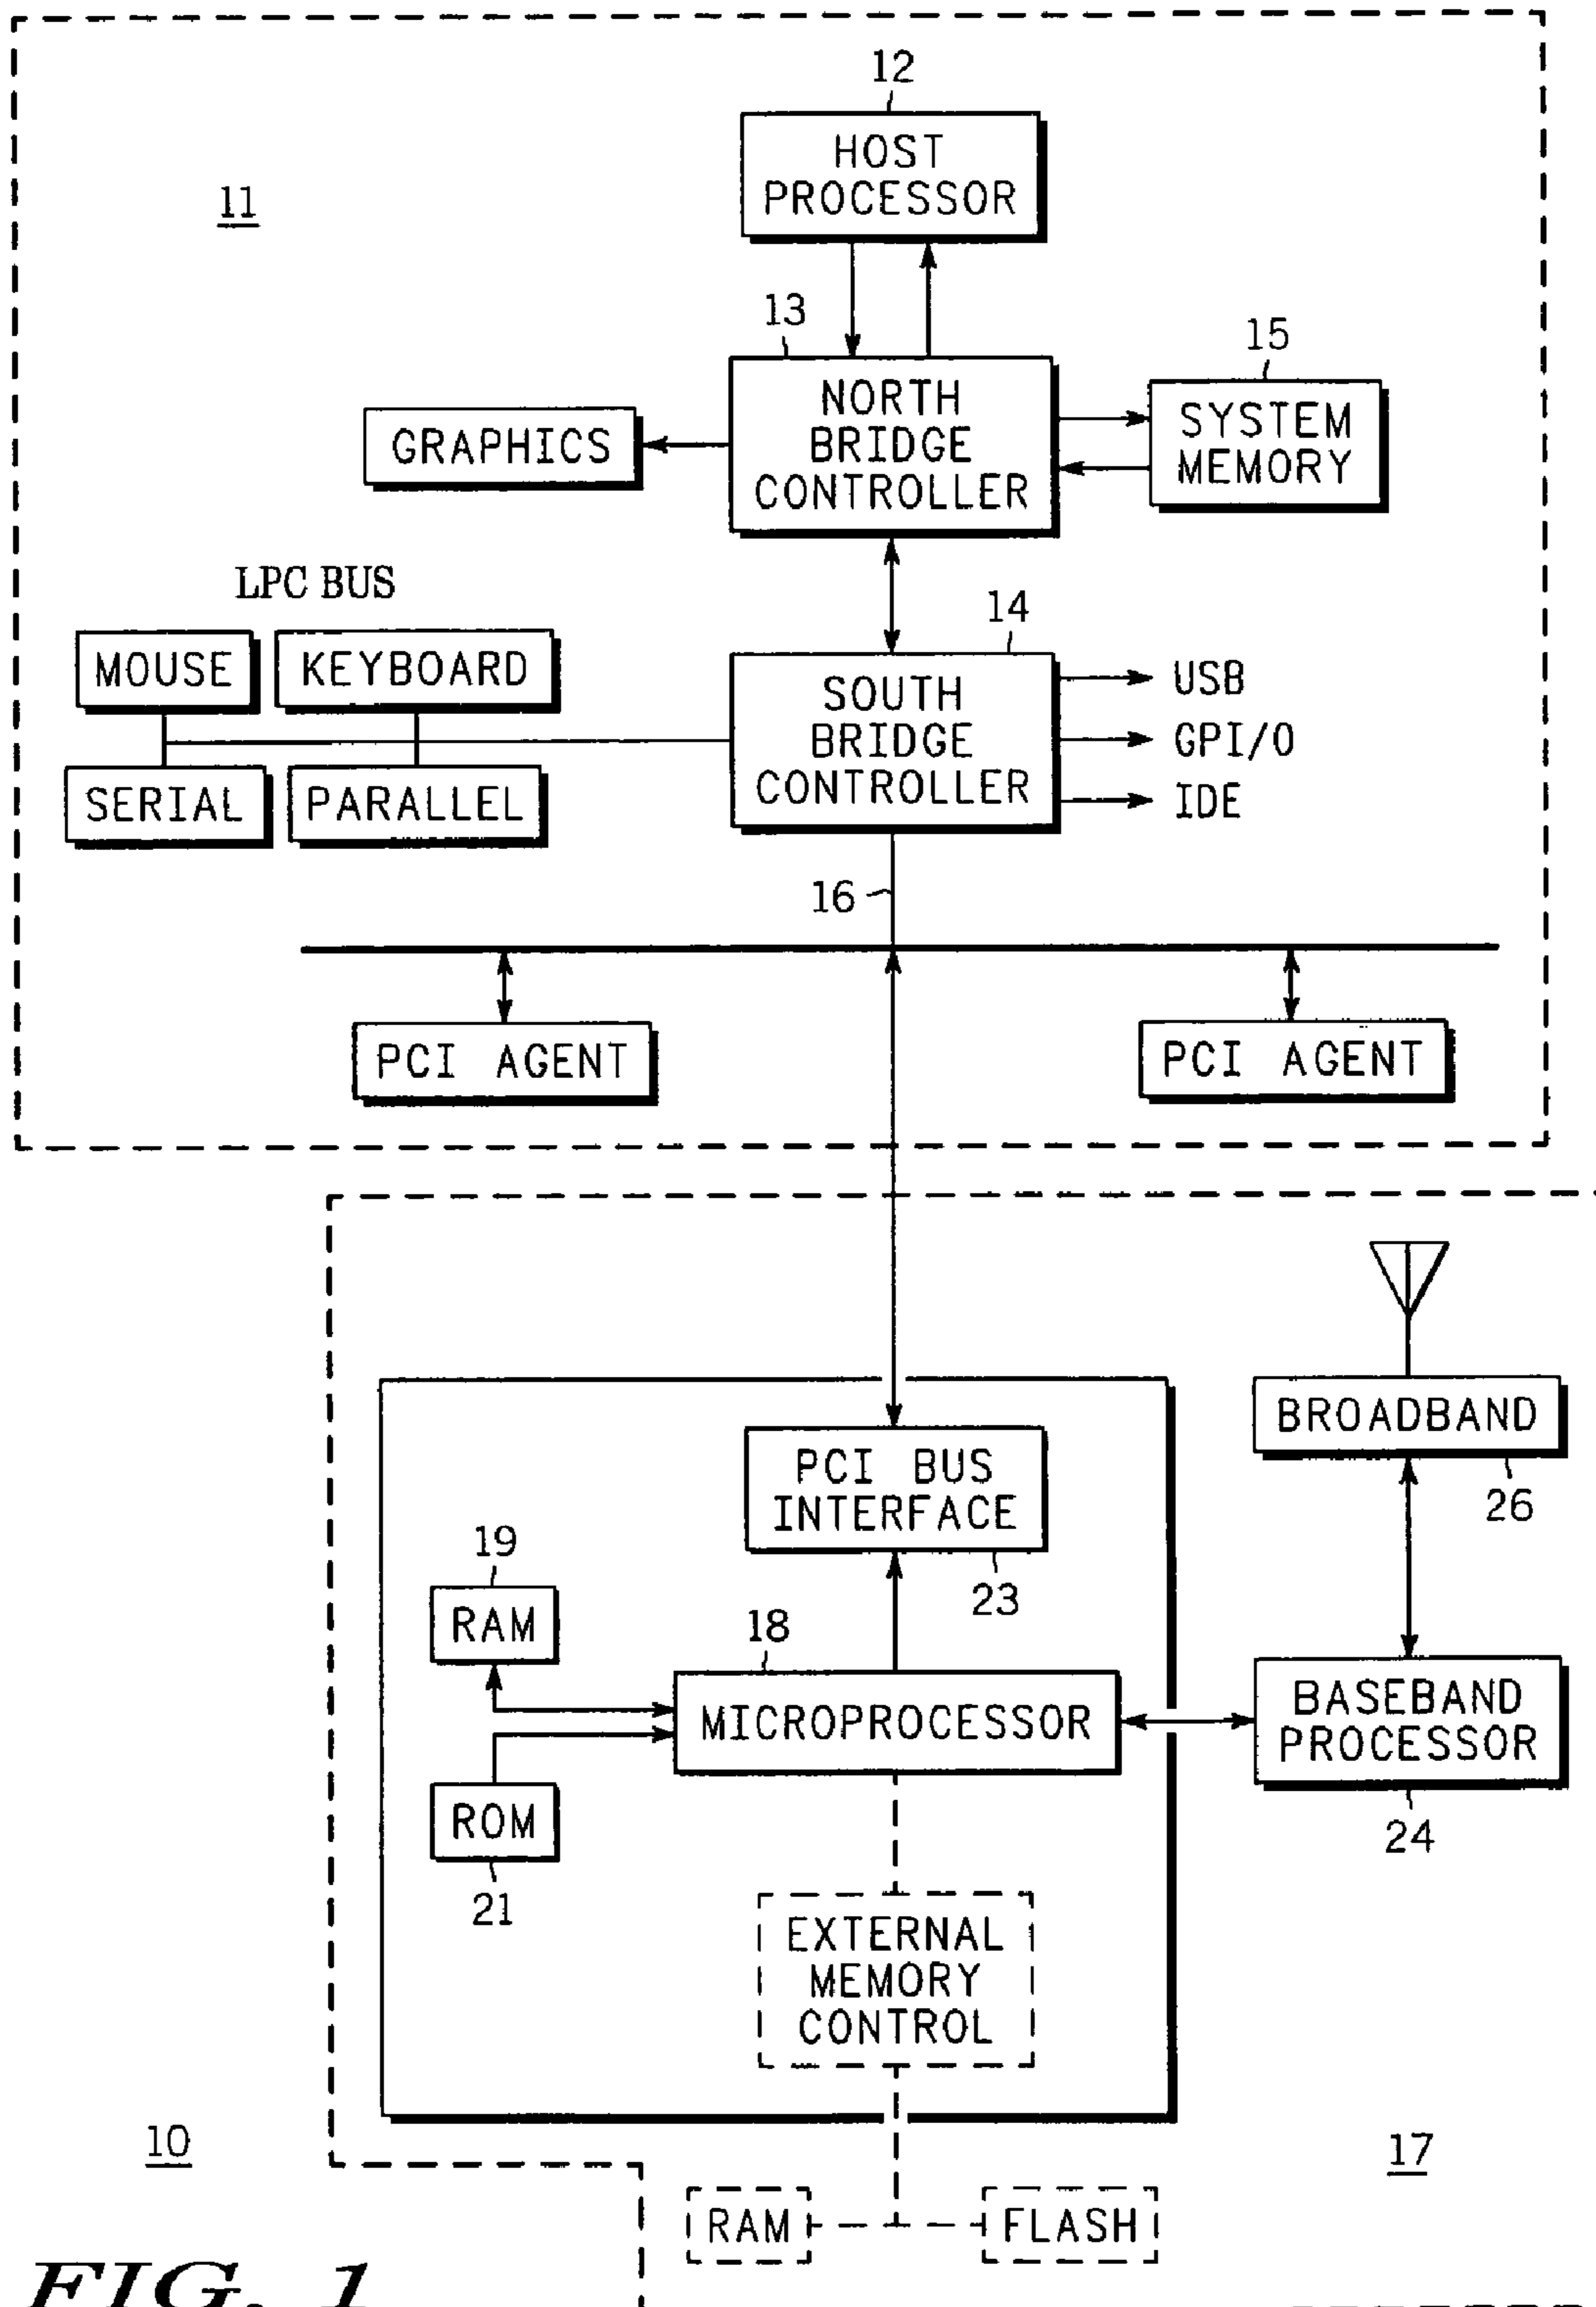 12
HOST
PROCESSOR
11
13
15
NORTH
BRIDGE
CONTROLLER
SYSTEM
MEMORY
GRAPHICS
LPC BUS
14
MOUSE
KEYBOARD
SOUTH
BRIDGE
CONTROLLER
USB
GPI/O
IDE
SERIAL
PARALLEL
16
PCI AGENT
PCI AGENT
BROADBAND
26
PCI BUS
INTERFACE
23
19
RAM
18
MICROPROCESSOR
BASEBAND
PROCESSOR
24
ROM
21
EXTERNAL
MEMORY
CONTROL
10
17
RAM
FLASH
FIG. 1